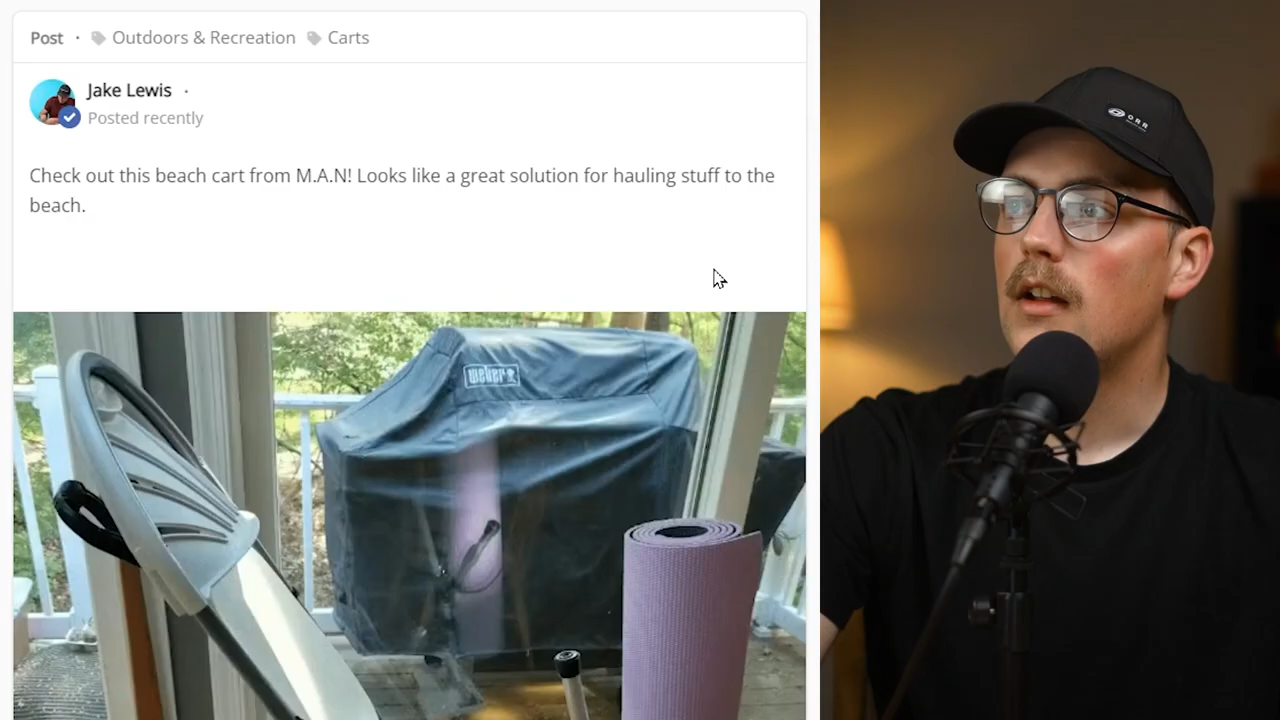 Post · Outdoors & Recreation Carts
Jake Lewis ·
Posted recently
Check out this beach cart from M.A.N! Looks like a great solution for hauling stuff to the
beach.
weber
ORR